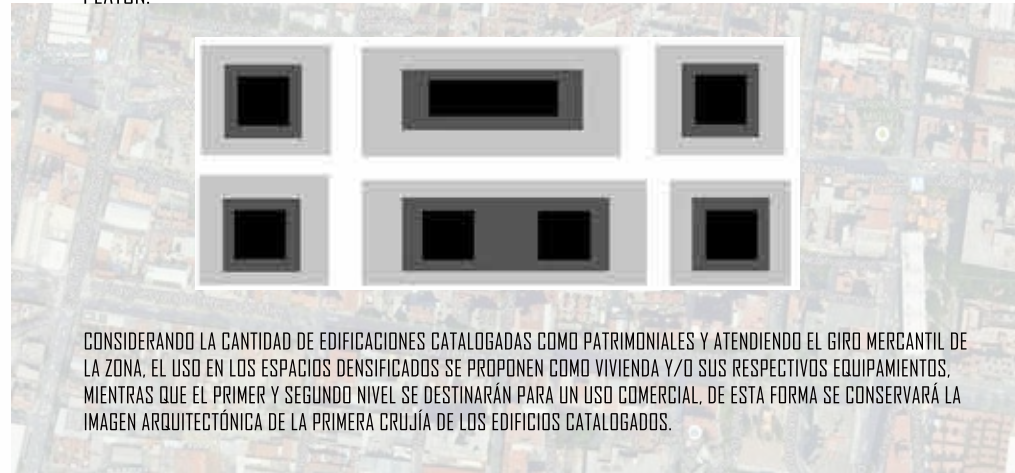 CONSIDERANDO LA CANTIDAD DE EDIFICACIONES CATALOGADAS COMO PATRIMONIALES Y ATENDIENDO EL GIRO MERCANTIL DE
LA ZONA, EL USO EN LOS ESPACIOS DENSIFICADOS SE PROPONEN COMO VIVIENDA Y/O SUS RESPECTIVOS EQUIPAMIENTOS,
MIENTRAS QUE EL PRIMER Y SEGUNDO NIVEL SE DESTINARÁN PARA UN USO COMERCIAL, DE ESTA FORMA SE CONSERVARÁ LA
IMAGEN ARQUITECTÓNICA DE LA PRIMERA CRUJÍA DE LOS EDIFICIOS CATALOGADOS.